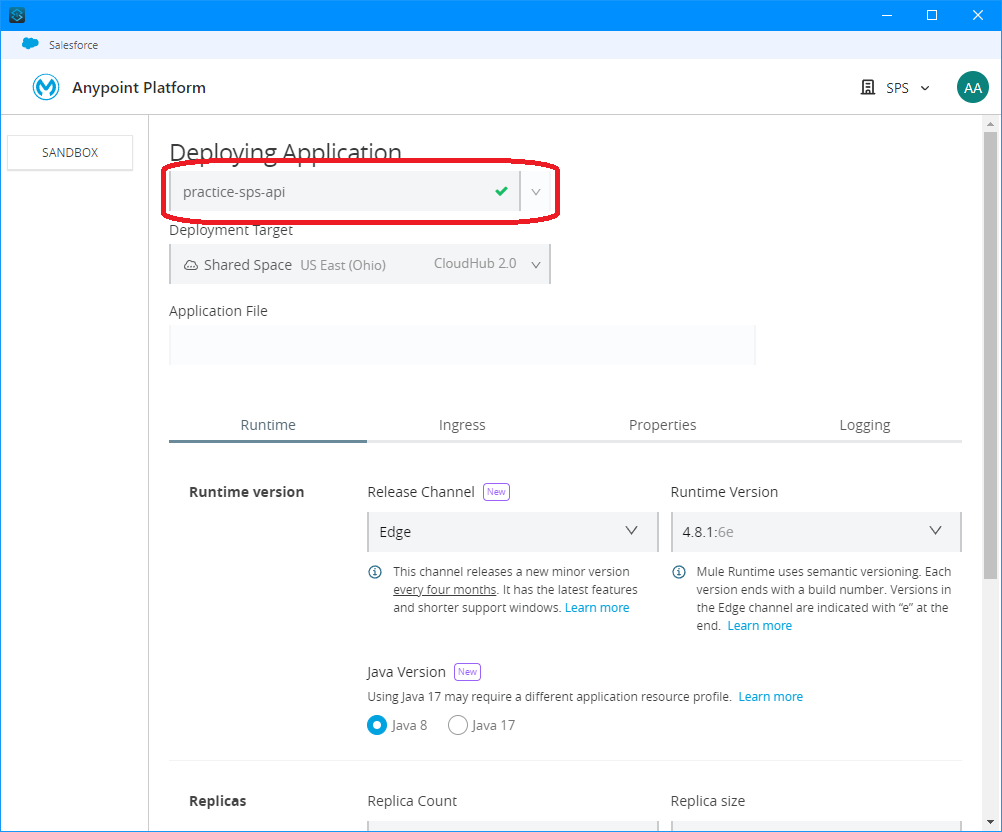 Salesforce
Anypoint Platform
SPS
AA
SANDBOX
Deploying Application
practice-sps-api
Deployment Target
Shared Space US East (Ohio) CloudHub 2.0
Application File
Runtime Ingress Properties Logging
Runtime version
Release Channel New
Edge
This channel releases a new minor version
every four months. It has the latest features
and shorter support windows. Learn more
Runtime Version
4.8.1:6e
Mule Runtime uses semantic versioning. Each
version ends with a build number. Versions in
the Edge channel are indicated with “e” at the
end. Learn more
Java Version New
Using Java 17 may require a different application resource profile. Learn more
Java 8 Java 17
Replicas
Replica Count
Replica size